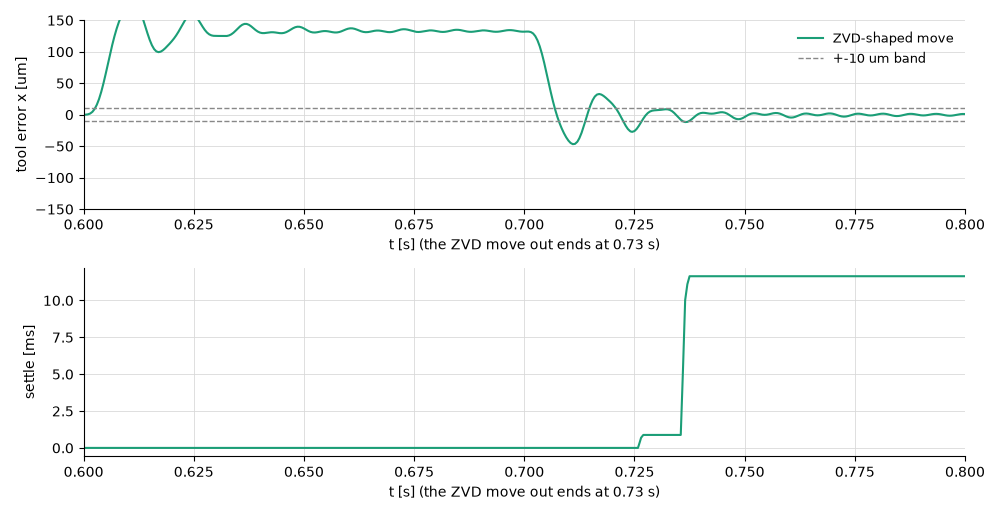 150
100
50
0
−50
−100
−150
tool error x [um]
ZVD-shaped move
+-10 um band
0.600 0.625 0.650 0.675 0.700 0.725 0.750 0.775 0.800
t [s] (the ZVD move out ends at 0.73 s)
10.0
7.5
5.0
2.5
0.0
settle [ms]
0.600 0.625 0.650 0.675 0.700 0.725 0.750 0.775 0.800
t [s] (the ZVD move out ends at 0.73 s)